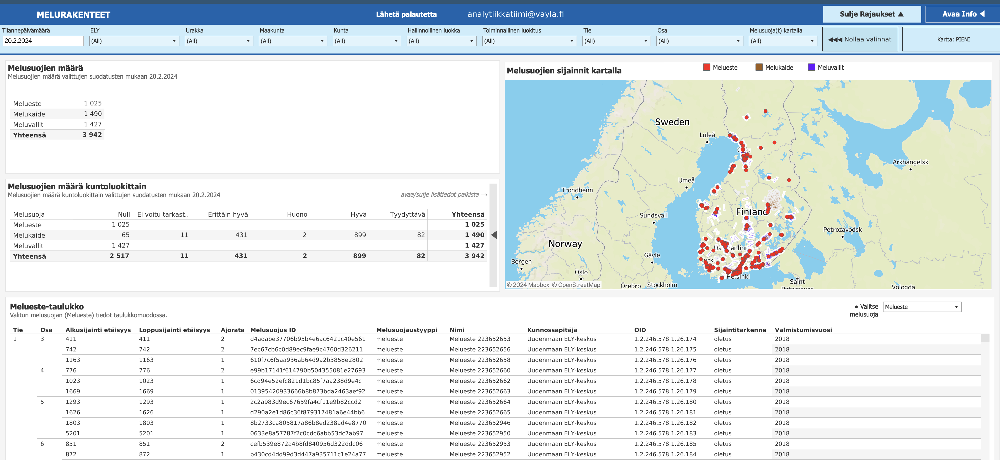 MELURAKENTEET
Lähetä palautetta
analytiikkatiimi@vayla.fi
Sulje Rajaukset ▲
Avaa Info ◀
Tilannepäivämäärä ELY Urakka Maakunta Kunta Hallinnollinen luokka Toiminnallinen luokitus Tie Osa Melusuoja(t) kartalla
20.2.2024 (All) (All) (All) (All) (All) (All) (All) (All) (All)
◀◀◀ Nollaa valinnat
Kartta: PIENI
Melusuojien määrä
Melusuojien määrä valittujen suodatusten mukaan 20.2.2024
Melueste 1 025
Melukaide 1 490
Meluvallit 1 427
Yhteensä 3 942
Melusuojien määrä kuntoluokittain
Melusuojien määrä kuntoluokittain valittujen suodatusten mukaan 20.2.2024
avaa/sulje lisätiedot palkista →
Melusuoja Null Ei voitu tarkast.. Erittäin hyvä Huono Hyvä Tyydyttävä Yhteensä
Melueste 1 025 1 025
Melukaide 65 11 431 2 899 82 1 490
Meluvallit 1 427 1 427
Yhteensä 2 517 11 431 2 899 82 3 942
Melusuojien sijainnit kartalla
Melueste Melukaide Meluvallit
Sweden
Luleå
Arkhangelsk
Umeå
Trondheim
Finland
Sundsvall
Petrozavodsk
Norway
Gävle
Bergen
Turku
Oslo
Helsinki
Saint
Örebro Stockholm
Vologda
© 2024 Mapbox © OpenStreetMap
Melueste-taulukko
Valitun melusuojan (Melueste) tiedot taulukkomuodossa.
● Valitse
melusuoja
Melueste
Tie Osa Alkusijainti etäisyys Loppusijainti etäisyys Ajorata Melusuojus ID Melusuojaustyyppi Nimi Kunnossapitäjä OID Sijaintitarkenne Valmistumisvuosi
1 3 411 411 2 d4adabe37706b95b4e6ac6421c40e561 melueste Melueste 223652653 Uudenmaan ELY-keskus 1.2.246.578.1.26.174 oletus 2018
742 742 2 7ec67cb6c0d89ec9fae9c4760d326211 melueste Melueste 223652656 Uudenmaan ELY-keskus 1.2.246.578.1.26.175 oletus 2018
1163 1163 1 610f7c6f5aa936ab64d9a2b3858e2802 melueste Melueste 223652658 Uudenmaan ELY-keskus 1.2.246.578.1.26.176 oletus 2018
4 776 776 2 e99b17141f614790b504355081e27693 melueste Melueste 223652660 Uudenmaan ELY-keskus 1.2.246.578.1.26.177 oletus 2018
1023 1023 1 6cd94e52efc821d1bc85f7aa238d9e4c melueste Melueste 223652662 Uudenmaan ELY-keskus 1.2.246.578.1.26.178 oletus 2018
1669 1669 1 01395420933666b8b873bda2463aef92 melueste Melueste 223652663 Uudenmaan ELY-keskus 1.2.246.578.1.26.179 oletus 2018
5 1293 1293 1 2c2a983d9ec67659fa4cf11e9b82ccd2 melueste Melueste 223652664 Uudenmaan ELY-keskus 1.2.246.578.1.26.180 oletus 2018
1626 1626 1 d290a2e1d86c36f879317481a6e44bb6 melueste Melueste 223652665 Uudenmaan ELY-keskus 1.2.246.578.1.26.181 oletus 2018
1803 1803 1 8b2733ca805817a86b8ed238ad4e8770 melueste Melueste 223652946 Uudenmaan ELY-keskus 1.2.246.578.1.26.182 oletus 2018
5201 5201 1 0633e8a57787f2c0cdc6abb53dc7ab97 melueste Melueste 223652950 Uudenmaan ELY-keskus 1.2.246.578.1.26.183 oletus 2018
6 851 851 2 cefb539e872a4b8fd840956d322ddc06 melueste Melueste 223652953 Uudenmaan ELY-keskus 1.2.246.578.1.26.185 oletus 2018
872 872 1 b430cd4dd99d3d447a935711c1e24a77 melueste Melueste 223652952 Uudenmaan ELY-keskus 1.2.246.578.1.26.184 oletus 2018